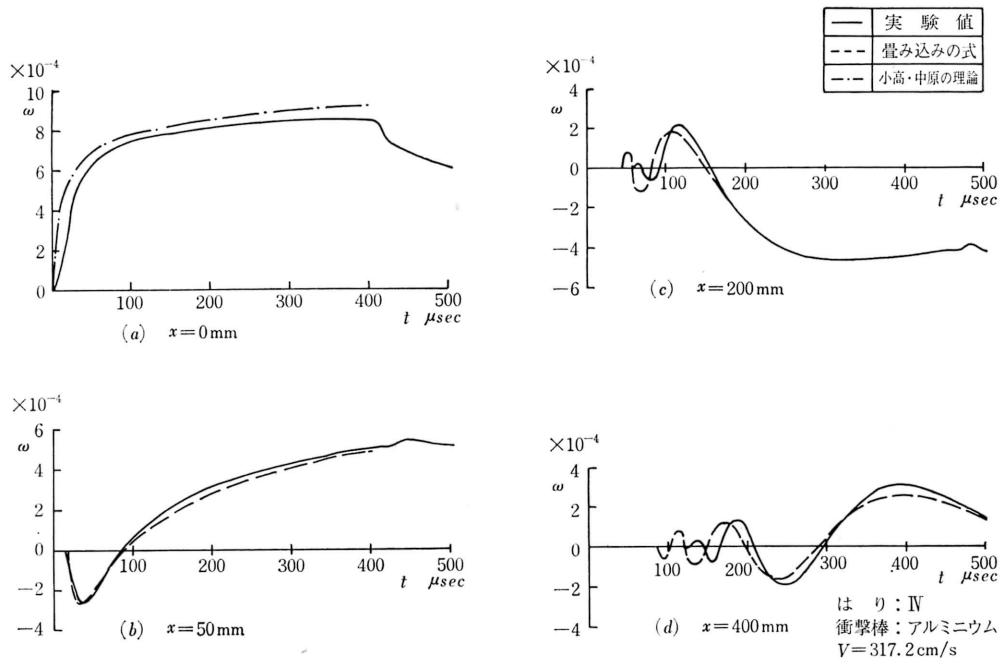 実験値
畳み込みの式
小高・中原の理論
×10⁻⁴
10
ω
8
6
4
2
0
100
200
300
400
500
t μsec
(a) x=0mm
×10⁻⁴
4
ω
2
0
100
200
300
400
500
t μsec
−2
−4
−6
(c) x=200mm
×10⁻⁴
6
ω
4
2
0
100
200
300
400
500
t μsec
−2
−4
(b) x=50mm
×10⁻⁴
4
ω
2
0
100
200
300
400
500
t μsec
−2
−4
(d) x=400mm
はり:Ⅳ
衝撃棒:アルミニウム
V=317.2cm/s